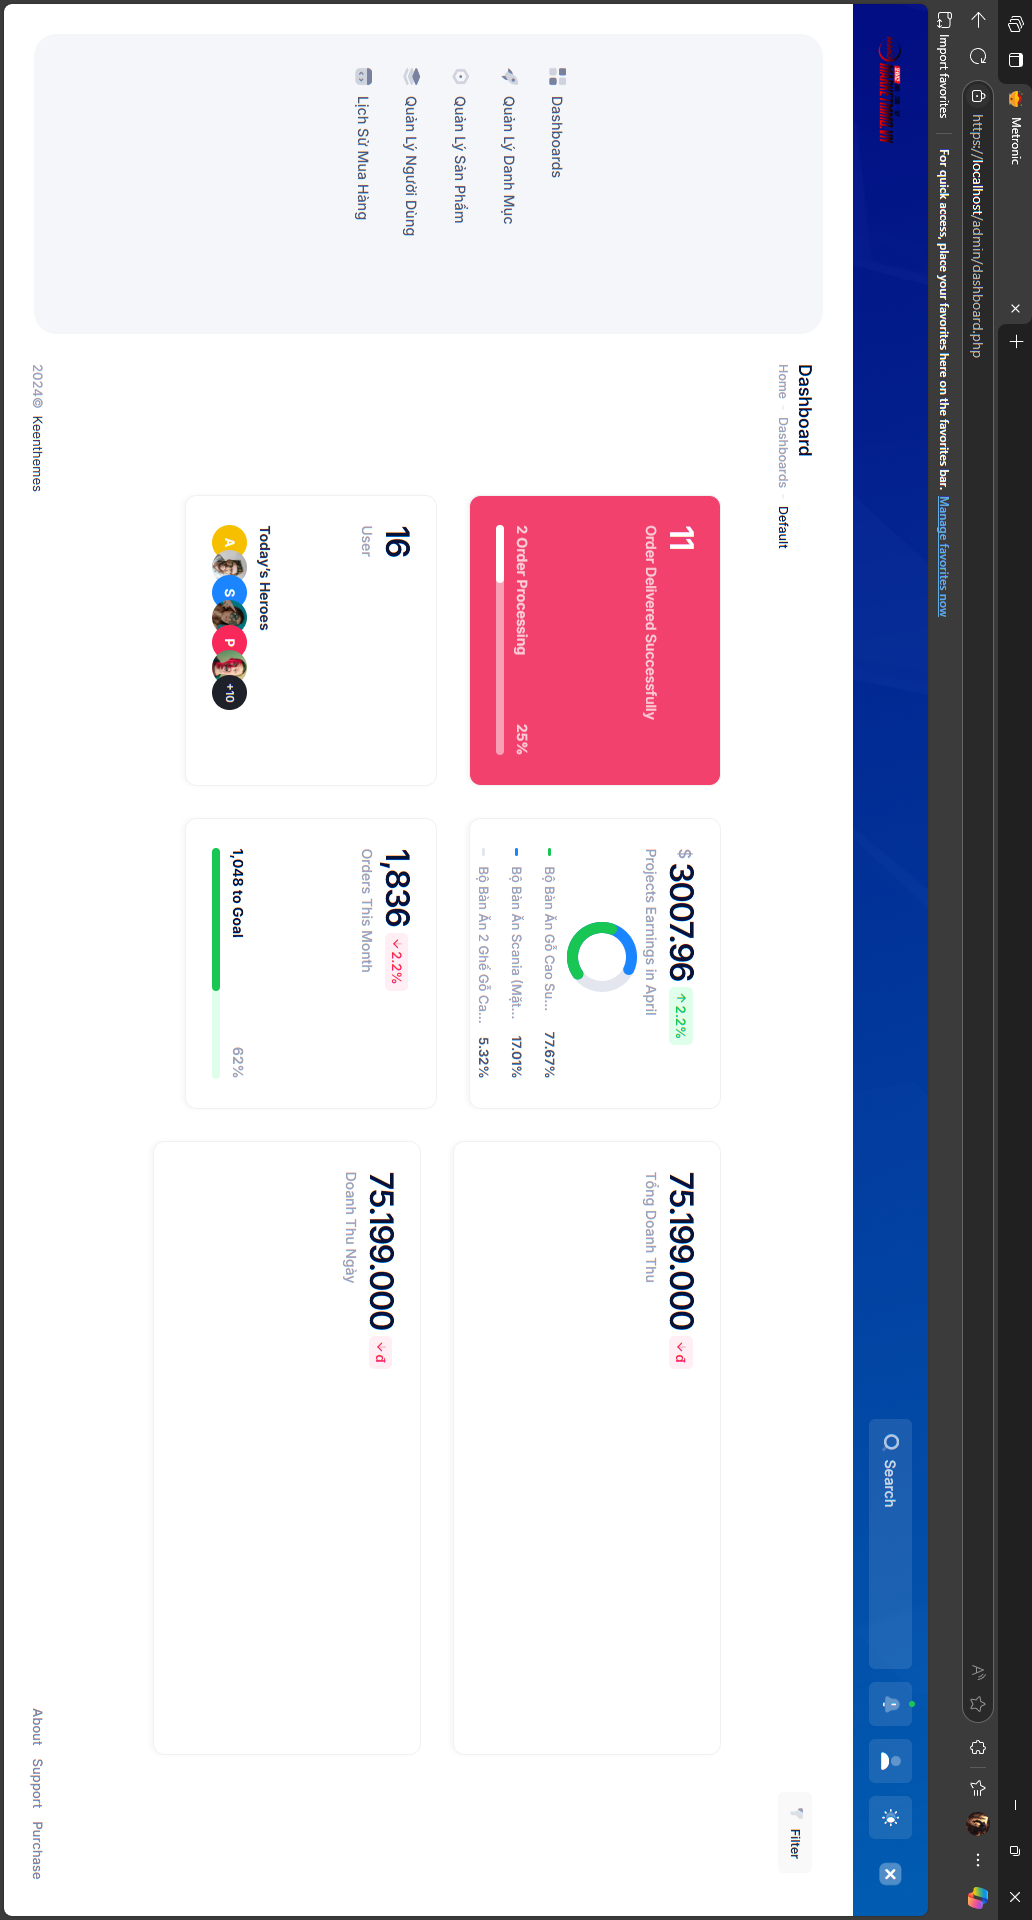 Metronic
https://localhost/admin/dashboard.php
Import favorites
For quick access, place your favorites here on the favorites bar. Manage favorites now
Search
Dashboards
Quản Lý Danh Mục
Quản Lý Sản Phẩm
Quản Lý Người Dùng
Lịch Sử Mua Hàng
Dashboard
Home - Dashboards - Default
Filter
11
Order Delivered Successfully
2 Order Processing 25%
$ 3007.96 2.2%
Projects Earnings in April
Bộ Bàn Ăn Gỗ Cao Su... 77.67%
Bộ Bàn Ăn Scania (Mặt... 17.01%
Bộ Bàn Ăn 2 Ghế Gỗ Ca... 5.32%
75.199.000 đ
Tổng Doanh Thu
16
User
Today's Heroes
A S P +10
1,836 2.2%
Orders This Month
1,048 to Goal 62%
75.199.000 đ
Doanh Thu Ngày
2024© Keenthemes
About Support Purchase